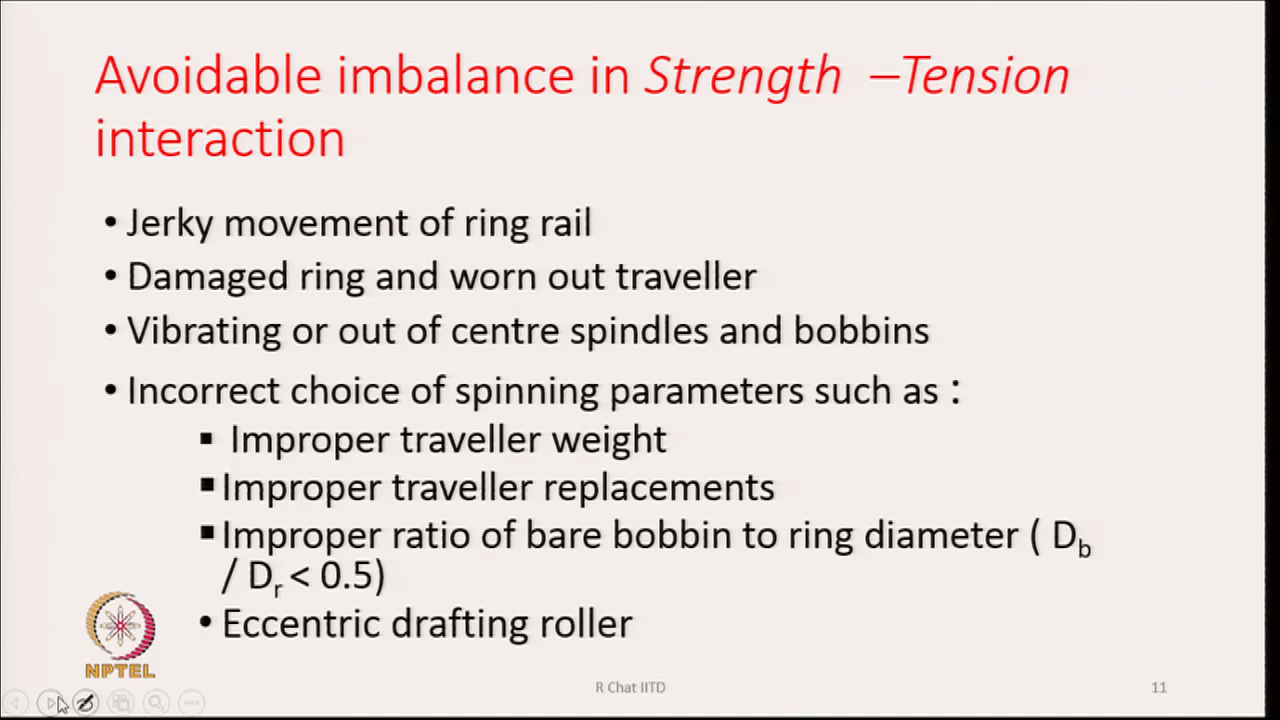 Avoidable imbalance in Strength –Tension
interaction
• Jerky movement of ring rail
• Damaged ring and worn out traveller
• Vibrating or out of centre spindles and bobbins
• Incorrect choice of spinning parameters such as :
▪ Improper traveller weight
▪ Improper traveller replacements
▪ Improper ratio of bare bobbin to ring diameter ( Db
/ Dr < 0.5)
• Eccentric drafting roller
NPTEL
R Chat IITD
11